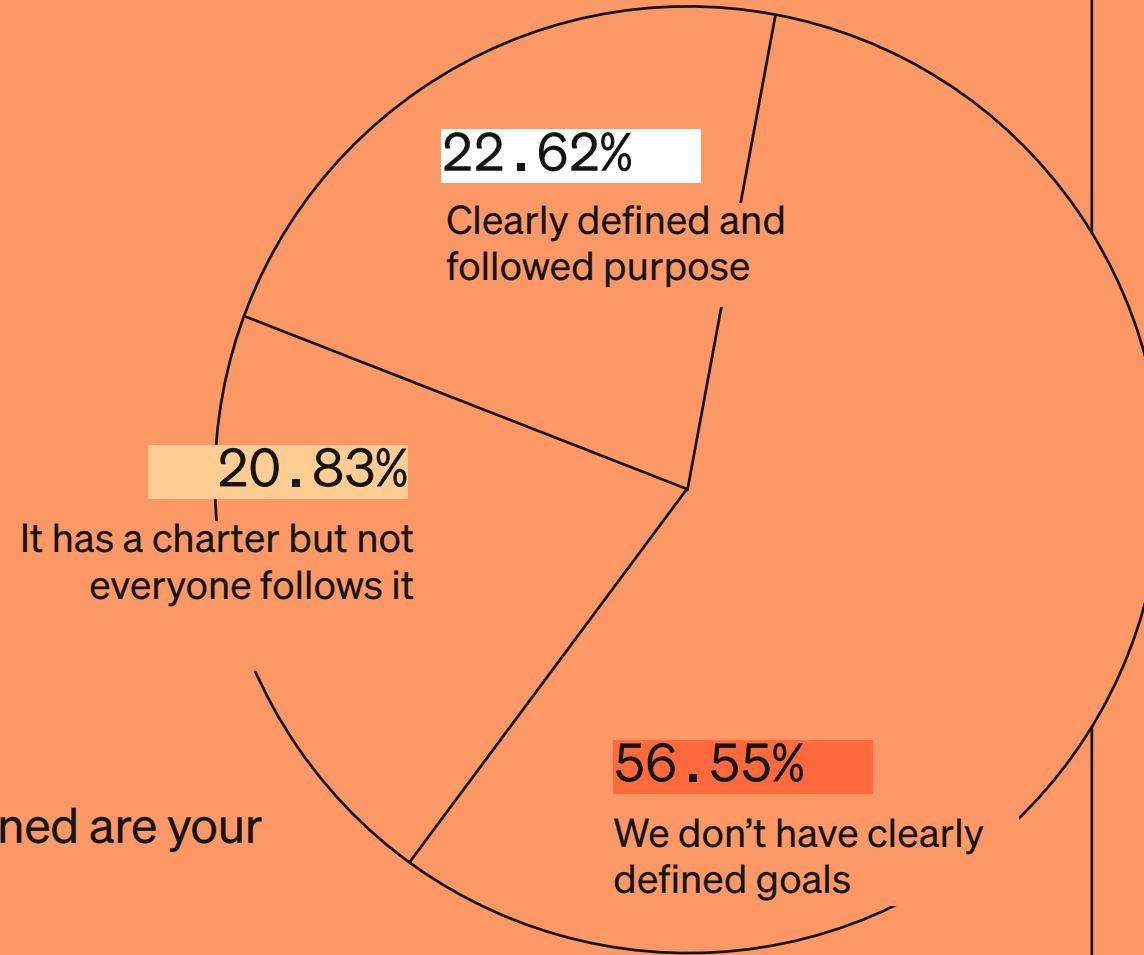 22.62%
Clearly defined and
followed purpose
20.83%
It has a charter but not
everyone follows it
56.55%
We don’t have clearly
defined goals
are your